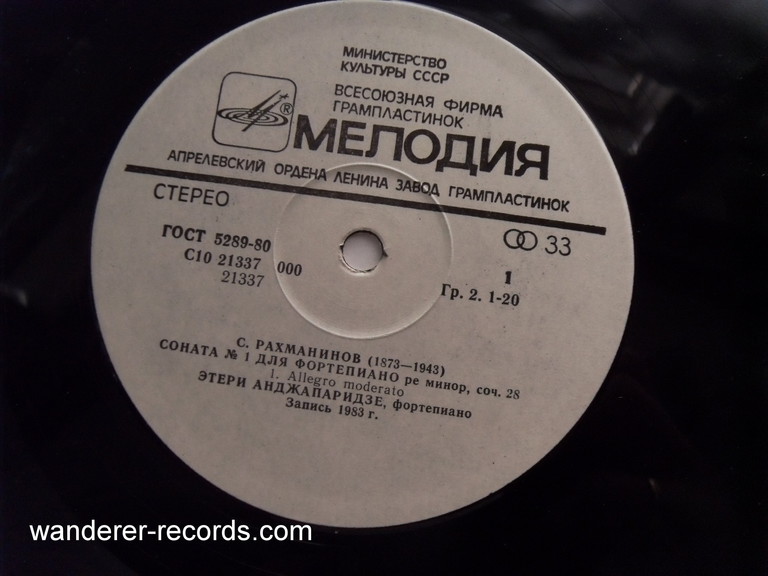 МИНИСТЕРСТВО
КУЛЬТУРЫ СССР
ВСЕСОЮЗНАЯ ФИРМА
ГРАМПЛАСТИНОК
®
МЕЛОДИЯ
АПРЕЛЕВСКИЙ ОРДЕНА ЛЕНИНА ЗАВОД ГРАМПЛАСТИНОК
СТЕРЕО
33
ГОСТ 5289-80
С10 21337 000
21337
1
Гр. 2. 1-20
С. РАХМАНИНОВ (1873—1943)
СОНАТА № 1 ДЛЯ ФОРТЕПИАНО ре минор, соч. 28
1. Allegro moderato
ЭТЕРИ АНДЖАПАРИДЗЕ, фортепиано
Запись 1983 г.
wanderer-records.com